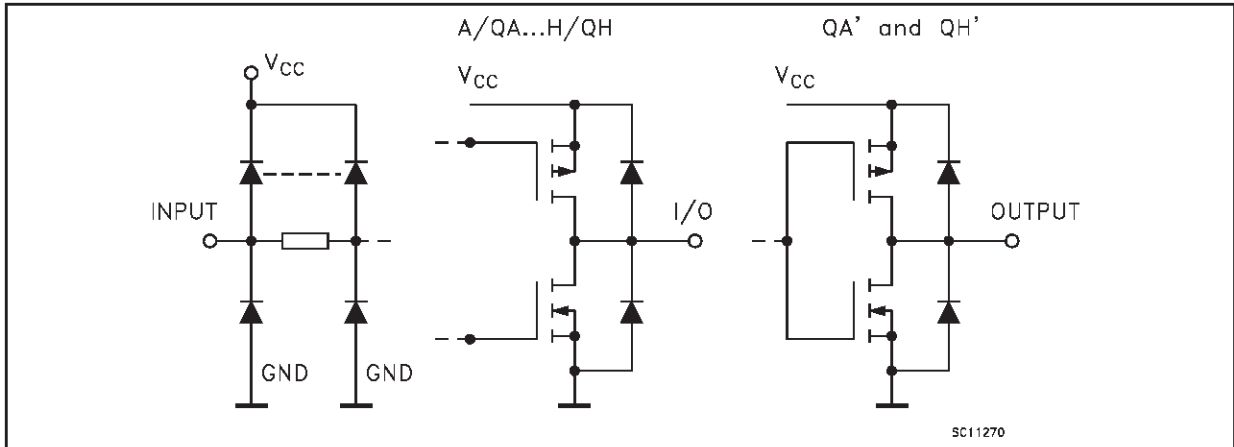 A/QA...H/QH
QA' and QH'
VCC
VCC
VCC
INPUT
I/O
OUTPUT
GND
GND
SC11270